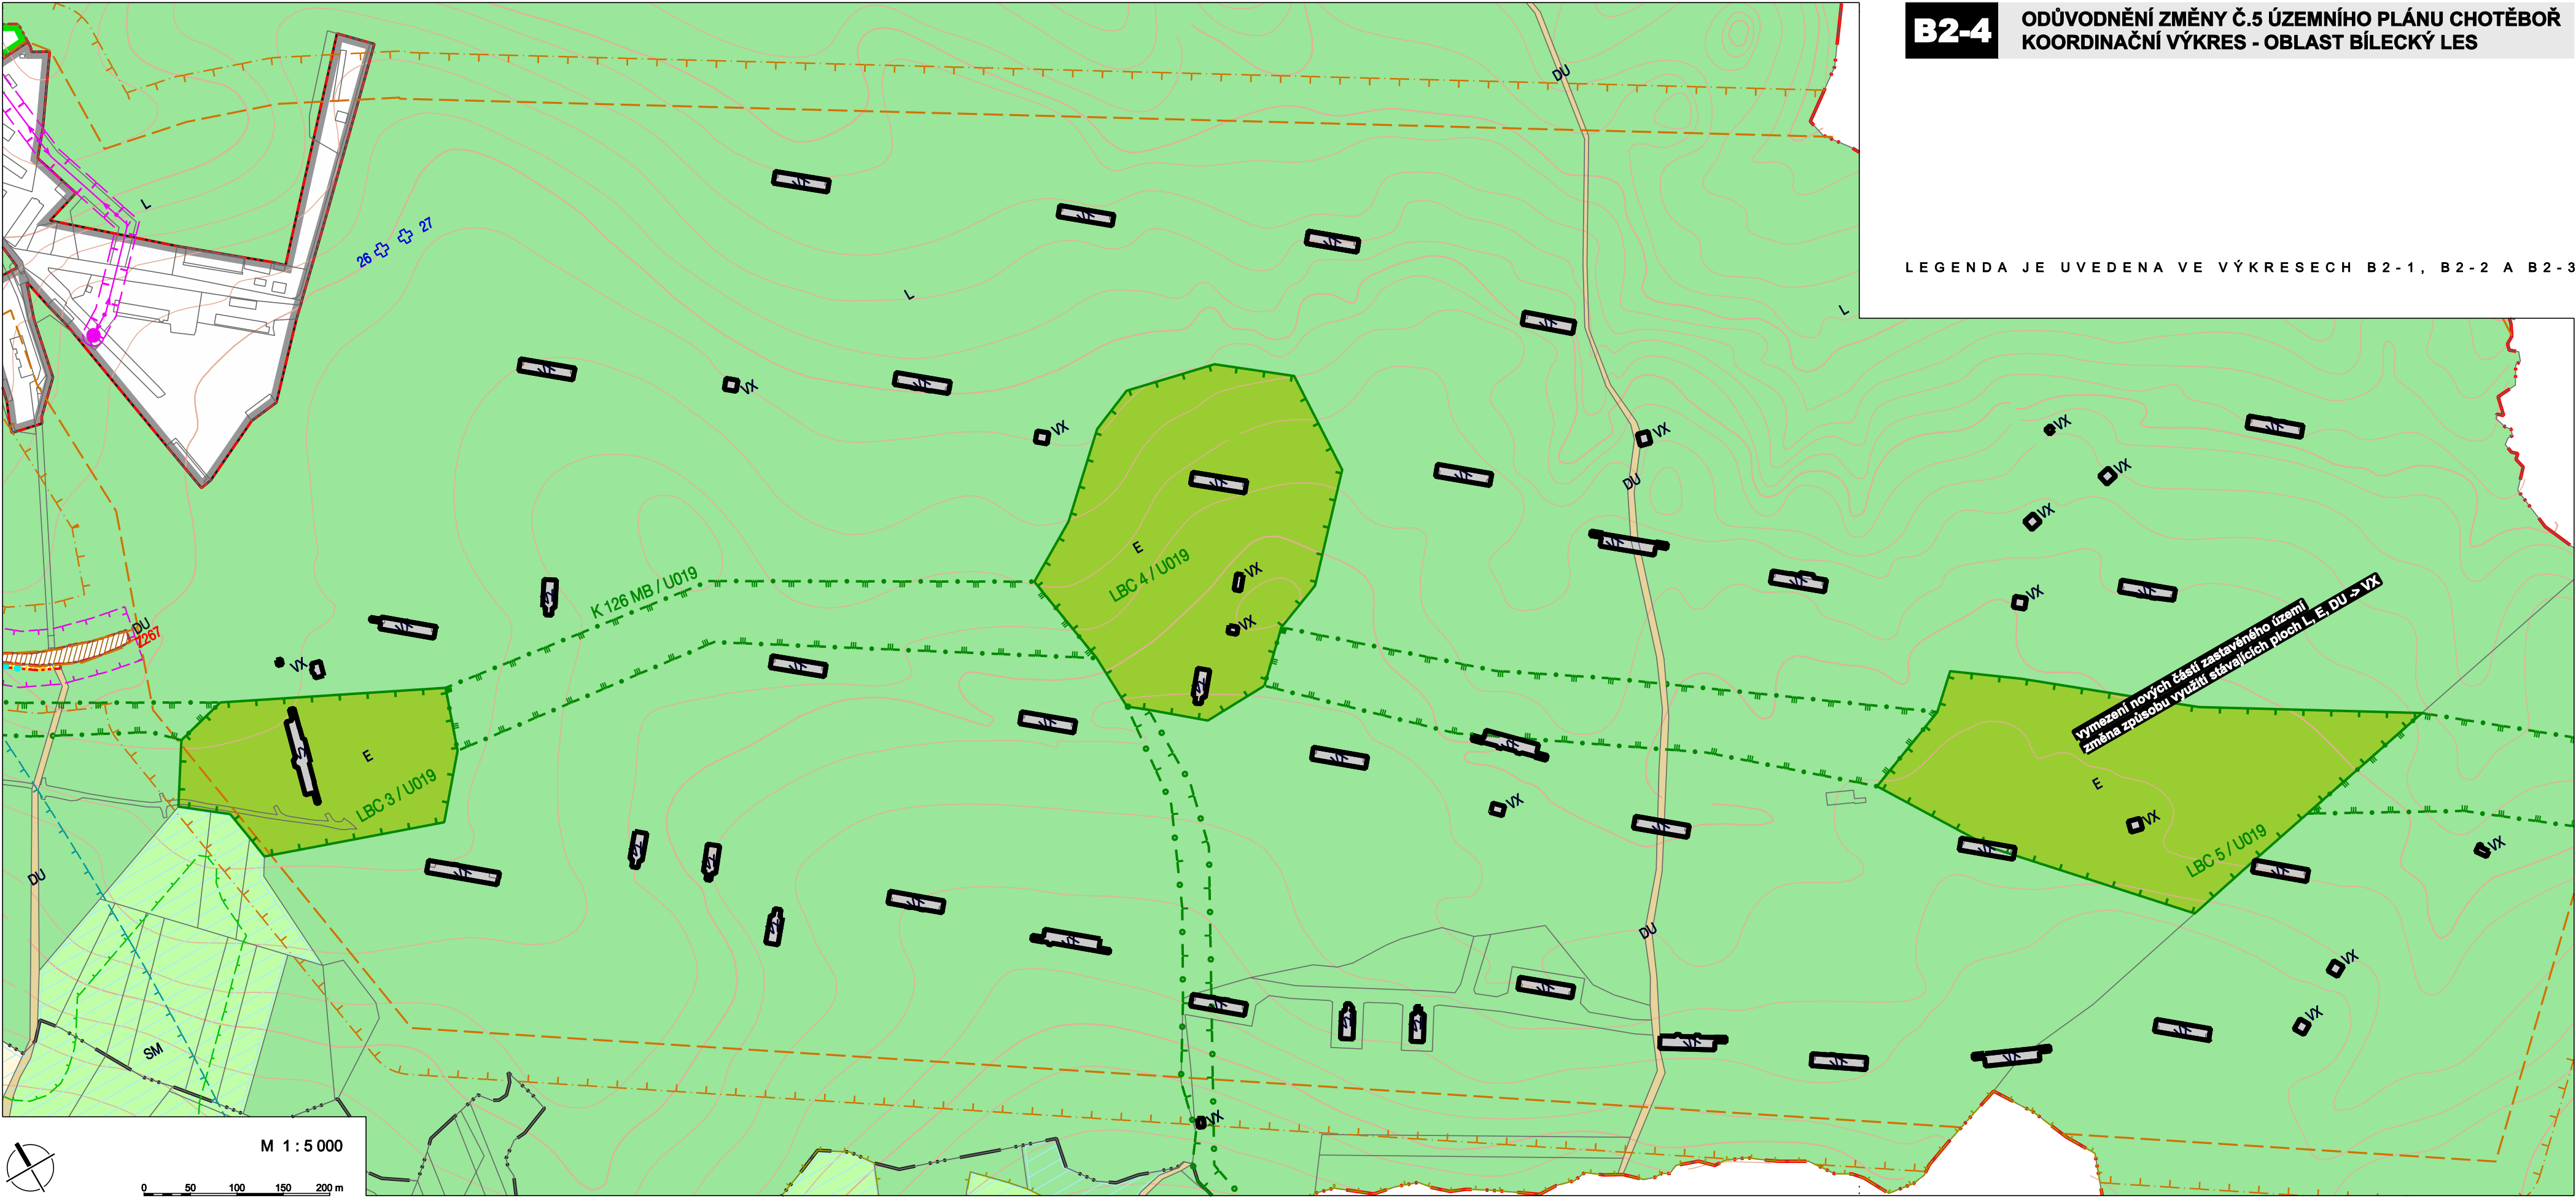 B2-4
ODŮVODNĚNÍ ZMĚNY Č.5 ÚZEMNÍHO PLÁNU CHOTĚBOŘ
KOORDINAČNÍ VÝKRES - OBLAST BÍLECKÝ LES
LEGENDA JE UVEDENA VE VÝKRESECH B2-1, B2-2 A B2-3
DU
L
26
27
L
L
VX
VX
VX
VX
VX
DU
VX
E
LBC 4 / U019
VX
VX
K 126 MB / U019
VX
DU
Z267
VX
vymezení nových částí zastavěného území
změna způsobu využití stávajících ploch L, E, DU -> VX
E
LBC 3 / U019
E
VX
LBC 5 / U019
VX
VX
DU
DU
VX
VX
SM
VX
M 1 : 5 000
0 50 100 150 200 m